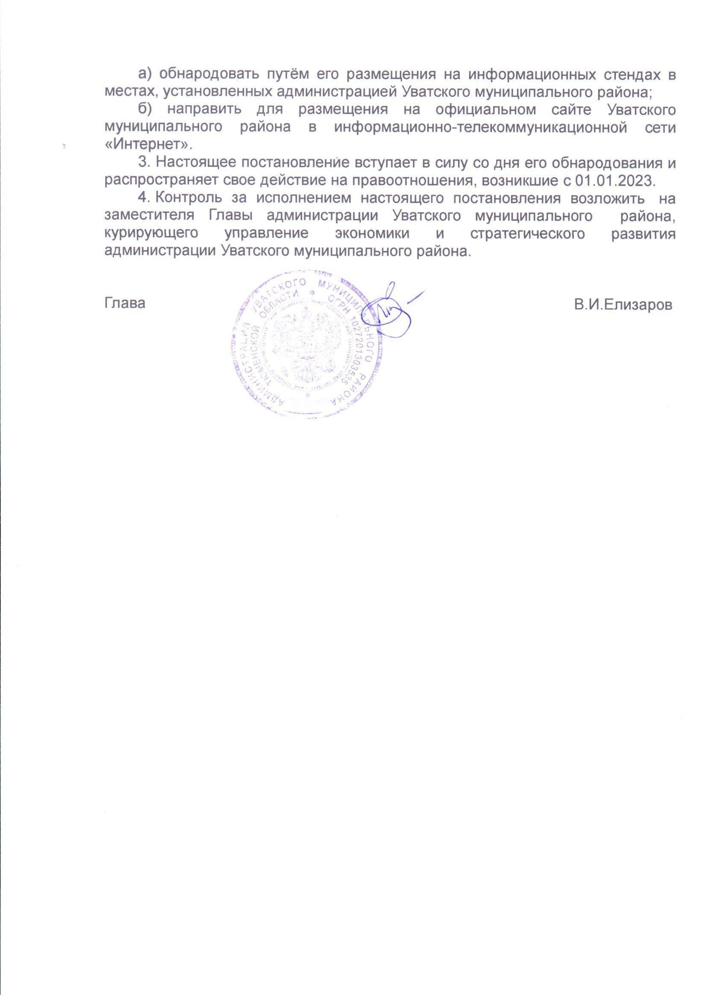 а) обнародовать путём его размещения на информационных стендах в
местах, установленных администрацией Уватского муниципального района;
б) направить для размещения на официальном сайте Уватского
муниципального района в информационно-телекоммуникационной сети
«Интернет».
3. Настоящее постановление вступает в силу со дня его обнародования и
распространяет свое действие на правоотношения, возникшие с 01.01.2023.
4. Контроль за исполнением настоящего постановления возложить на
заместителя Главы администрации Уватского муниципального района,
курирующего управление экономики и стратегического развития
администрации Уватского муниципального района.
Глава
В.И.Елизаров
АДМИНИСТРАЦИЯ УВАТСКОГО МУНИЦИПАЛЬНОГО РАЙОНА
ТЮМЕНСКОЙ ОБЛАСТИ * ОГРН 1027201303535